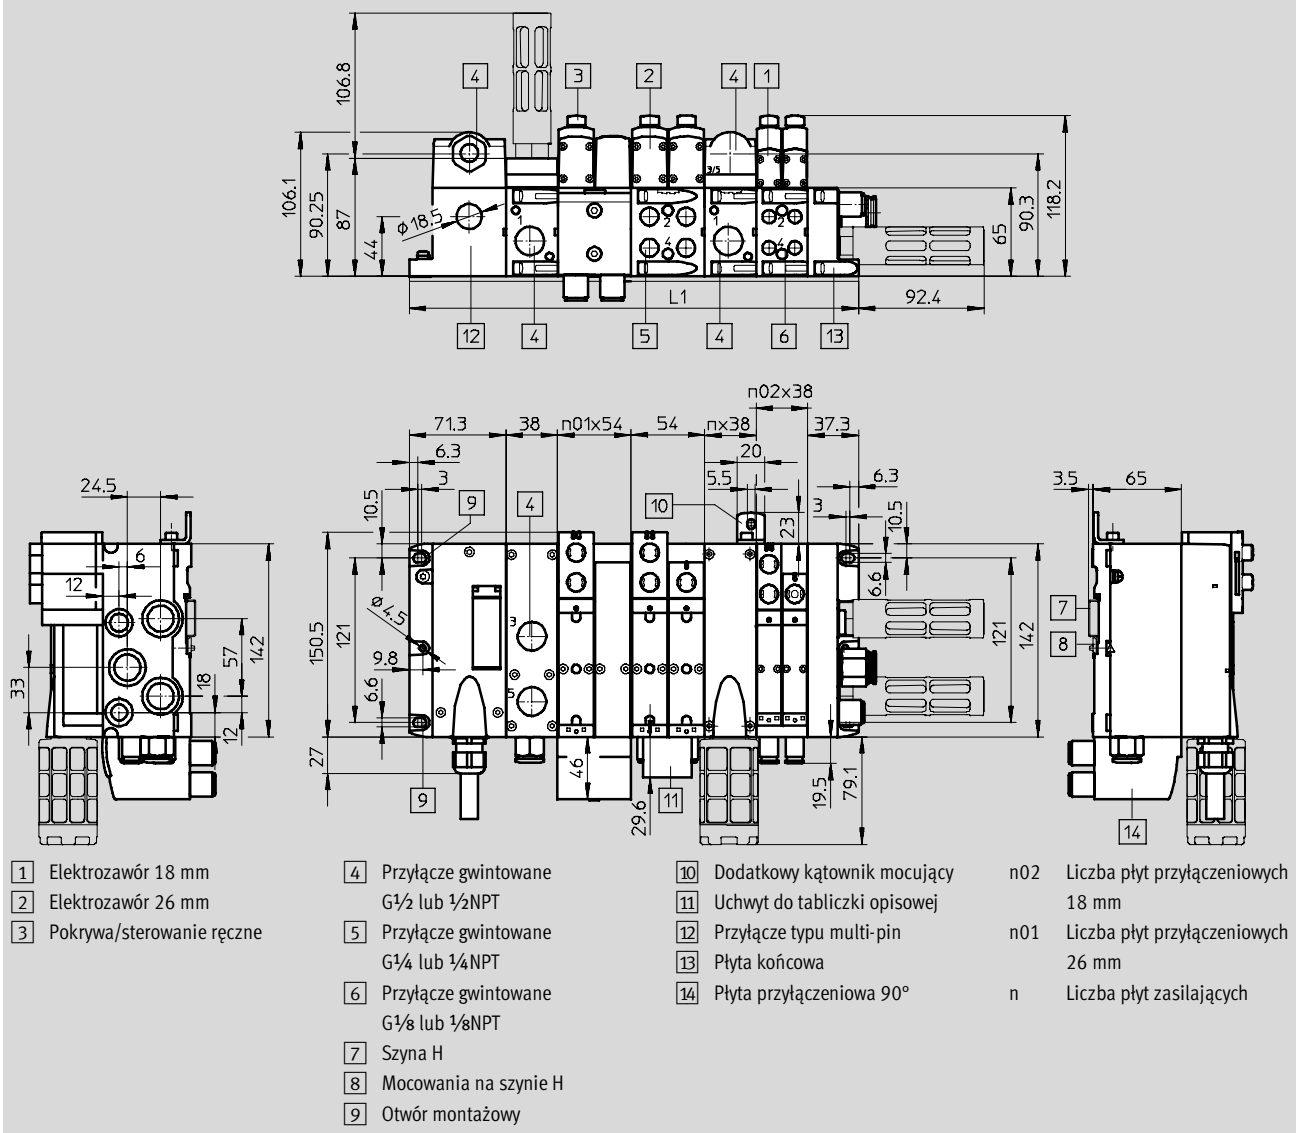 106.8
4
3
2
4
1
106.1
90.25
87
44
ø18.5
1
3/5
2
4
1
2
4
65
90.3
118.2
L1
92.4
12
4
5
4
6
13
n02x38
71.3
38
n01x54
54
nx38
37.3
6.3
3
20
5.5
6.3
3
24.5
10.5
9
4
10
23
10.5
3.5
65
6
12
6.6
ø4.5
3
150.5
121
142
57
33
18
12
9.8
6.6
5
121
142
7
8
27
46
29.6
19.5
79.1
9
11
14
1 Elektrozawór 18 mm
2 Elektrozawór 26 mm
3 Pokrywa/sterowanie ręczne
4 Przyłącze gwintowane
G½ lub ½NPT
5 Przyłącze gwintowane
G¼ lub ¼NPT
6 Przyłącze gwintowane
G⅛ lub ⅛NPT
7 Szyna H
8 Mocowania na szynie H
9 Otwór montażowy
10 Dodatkowy kątownik mocujący
11 Uchwyt do tabliczki opisowej
12 Przyłącze typu multi-pin
13 Płyta końcowa
14 Płyta przyłączeniowa 90°
n02 Liczba płyt przyłączeniowych
18 mm
n01 Liczba płyt przyłączeniowych
26 mm
n Liczba płyt zasilających